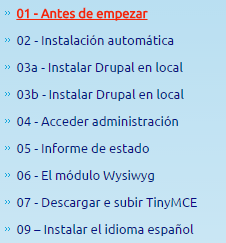 01 - Antes de empezar
02 - Instalación automática
03a - Instalar Drupal en local
03b - Instalar Drupal en local
04 - Acceder administración
05 - Informe de estado
06 - El módulo Wysiwyg
07 - Descargar e subir TinyMCE
09 – Instalar el idioma español